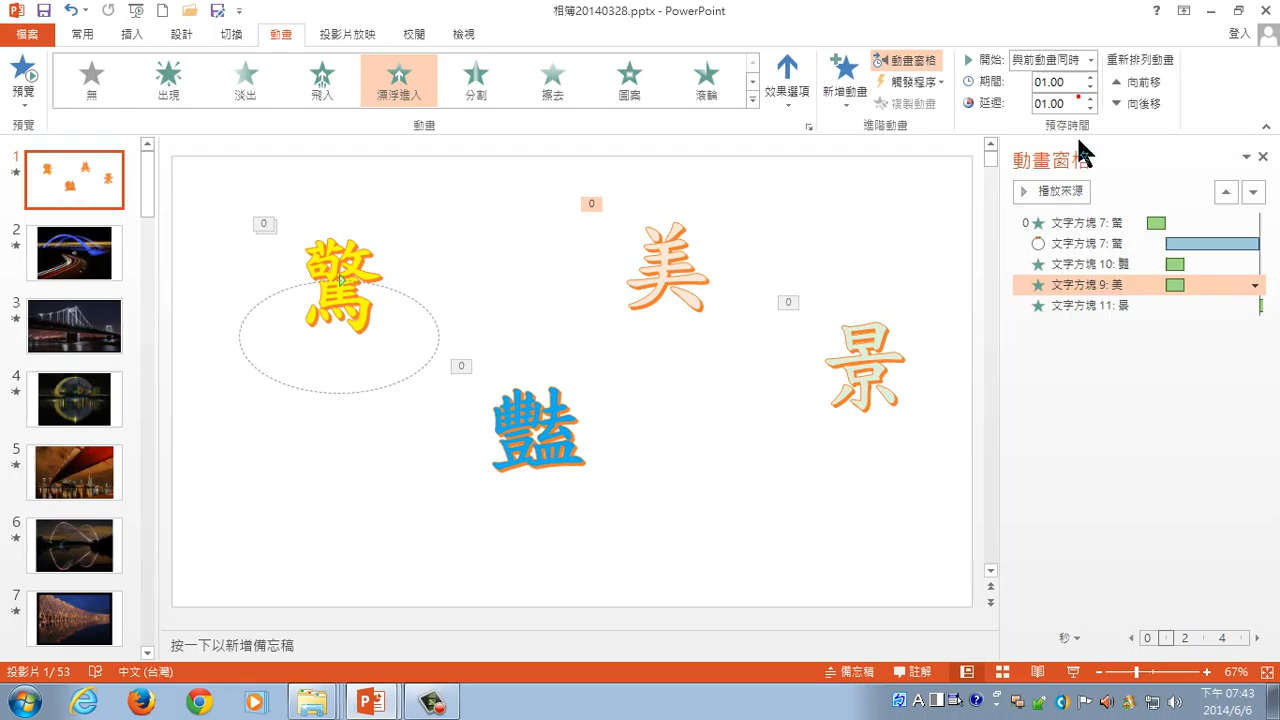 相簿20140328.pptx - PowerPoint
檔案 常用 插入 設計 切換 動畫 投影片放映 校閱 檢視 登入
預覽
無 出現 淡出 飛入 漂浮進入 分割 擦去 圖案 滾輪
效果選項
新增動畫
動畫窗格
觸發程序
複製動畫
開始: 與前動畫同時
期間: 01.00
延遲: 01.00
重新排列動畫
向前移
向後移
預覽 動畫 進階動畫 預存時間
動畫窗格
播放來源
0 文字方塊 7: 驚
文字方塊 7: 驚
文字方塊 10: 豔
文字方塊 9: 美
文字方塊 11: 景
秒 0 2 4
1
2
3
4
5
6
7
0
驚
0
美
0
景
0
豔
按一下以新增備忘稿
投影片 1/53 中文 (台灣) 備忘稿 註解 67%
下午 07:43
2014/6/6